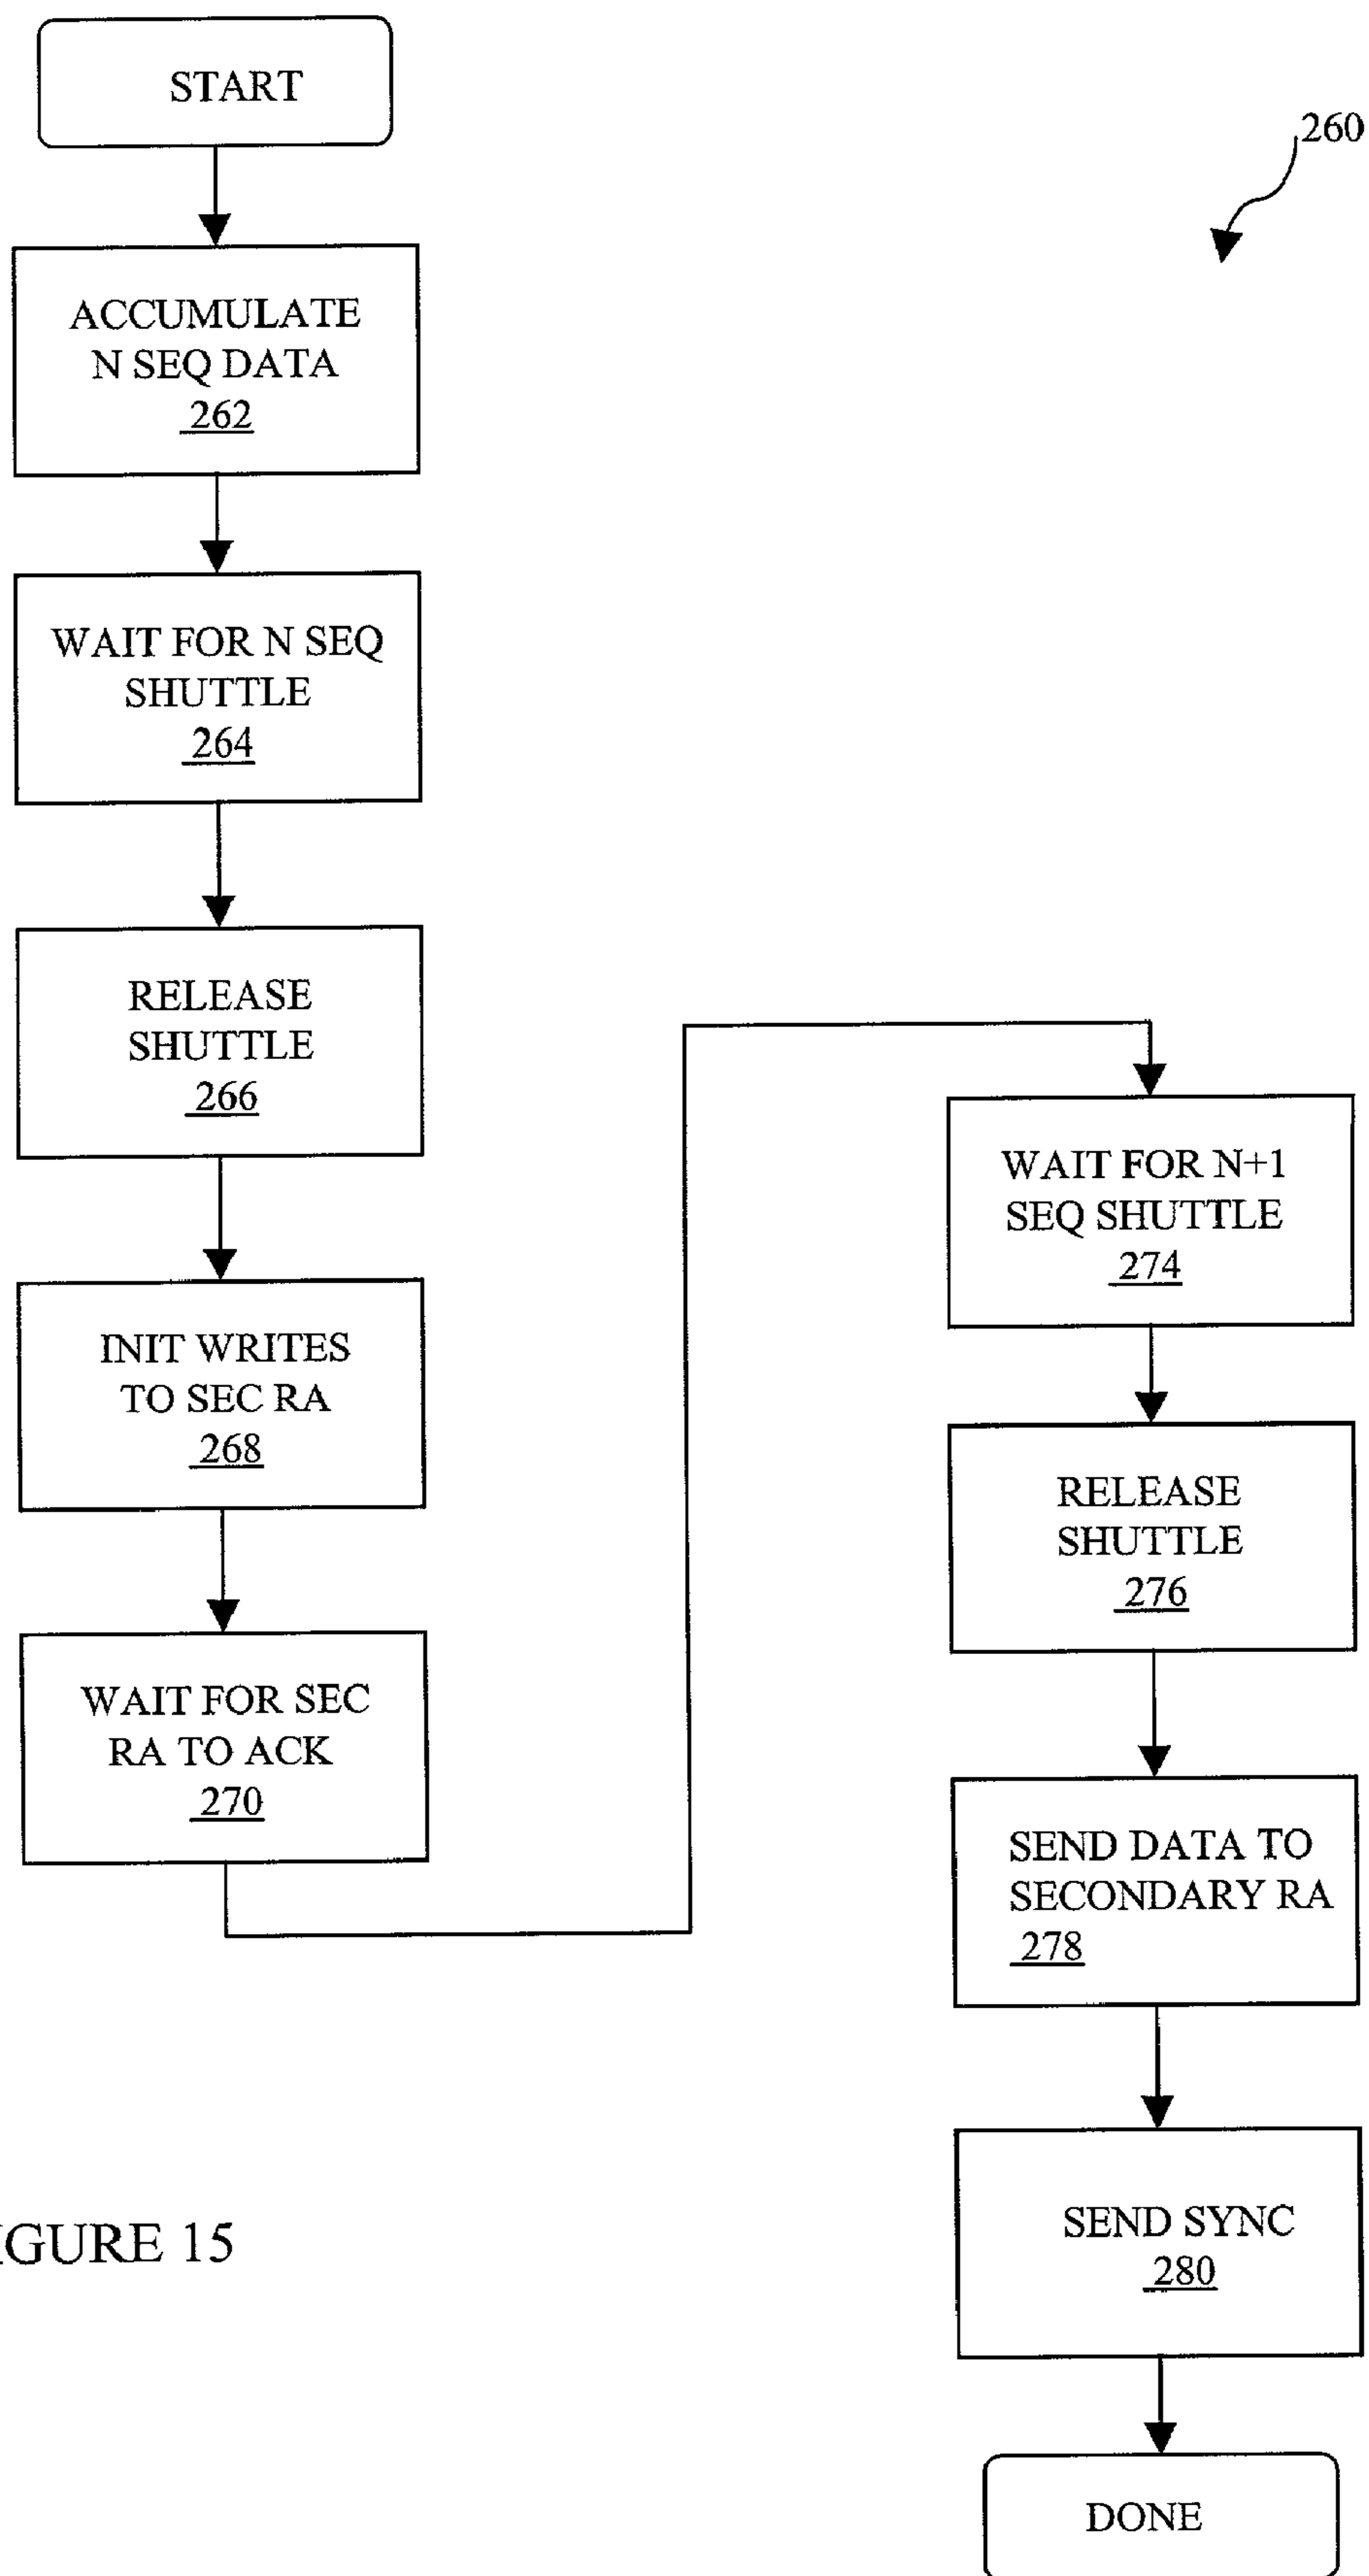 START
260
ACCUMULATE
N SEQ DATA
262
WAIT FOR N SEQ
SHUTTLE
264
RELEASE
SHUTTLE
266
INIT WRITES
TO SEC RA
268
WAIT FOR SEC
RA TO ACK
270
WAIT FOR N+1
SEQ SHUTTLE
274
RELEASE
SHUTTLE
276
SEND DATA TO
SECONDARY RA
278
SEND SYNC
280
DONE
IGURE 15